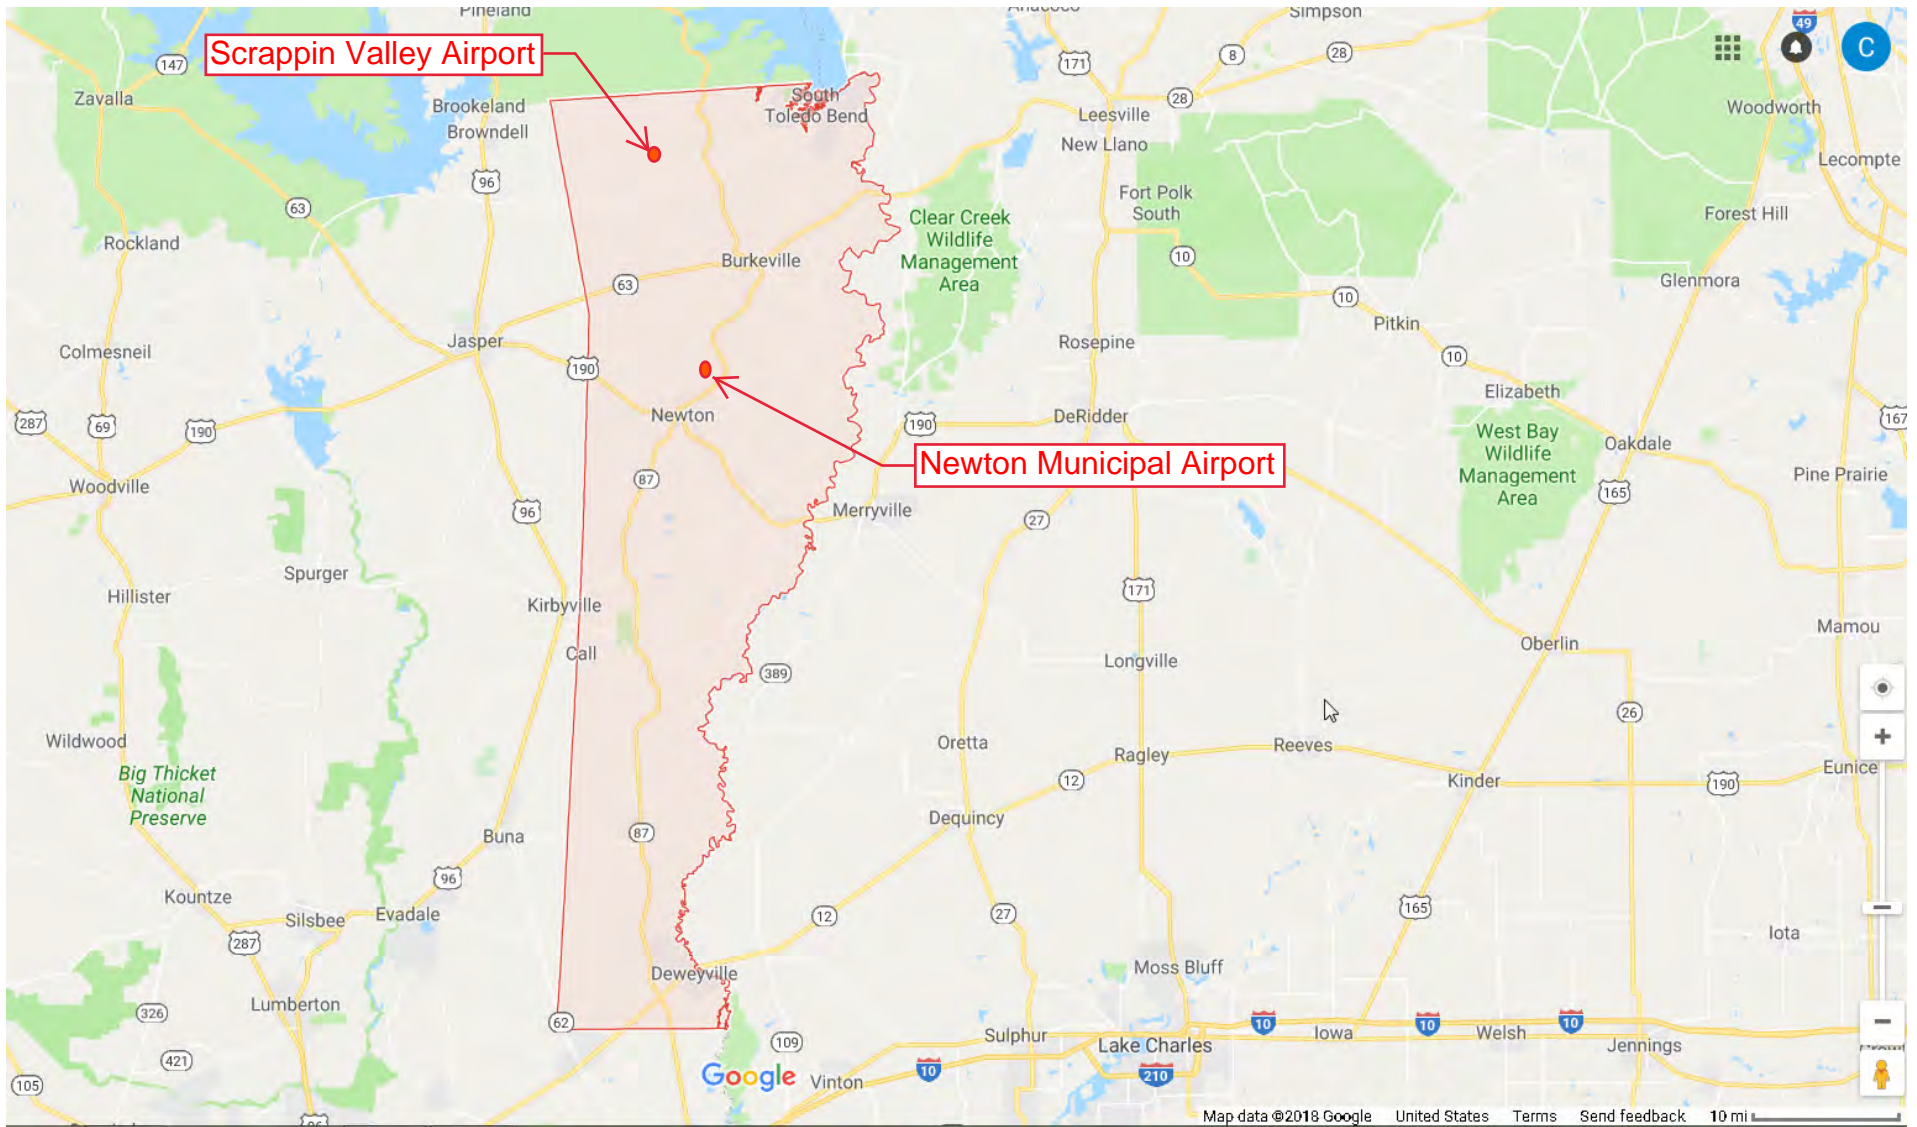 Pineland
Anacoco
Simpson
49
Scrappin Valley Airport
147
171
8
28
C
Zavalla
Brookeland
Browndell
South
Toledo Bend
28
Leesville
New Llano
Woodworth
Lecompte
96
63
Fort Polk
South
Clear Creek
Wildlife
Management
Area
Forest Hill
Rockland
Burkeville
10
Glenmora
63
10
Pitkin
Jasper
Colmesneil
Rosepine
190
10
Elizabeth
287
69
190
Newton
190
DeRidder
167
West Bay
Wildlife
Management
Area
Oakdale
Newton Municipal Airport
Woodville
87
165
Pine Prairie
96
Merryville
27
Spurger
Hillister
Kirbyville
171
Mamou
Call
Oberlin
389
Longville
26
Wildwood
Oretta
Ragley
Reeves
Big Thicket
National
Preserve
12
Kinder
190
Eunice
Dequincy
Buna
87
96
Kountze
Silsbee
Evadale
12
27
165
Iota
287
Deweyville
Moss Bluff
Lumberton
326
62
10
10
10
Sulphur
Iowa
Welsh
Jennings
109
Lake Charles
421
105
Google
Vinton
10
210
96
Map data ©2018 Google United States Terms Send feedback 10 mi